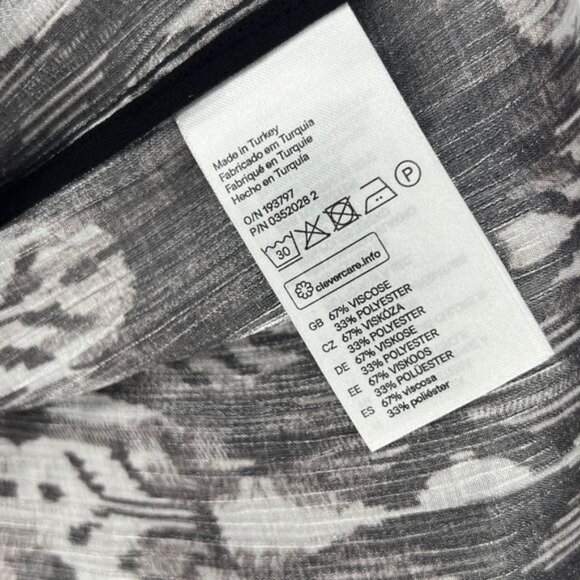 Made in Turkey
Fabricado em Turquia
Fabriqué en Turquie
Hecho en Turquía
O/N 193797
P/N 0352028 2
30
P
clevercare.info
GB 67% VISCOSE
33% POLYESTER
CZ 67% VISKÓZA
33% POLYESTER
DE 67% VISKOSE
33% POLYESTER
EE 67% VISKOOS
33% POLÜESTER
ES 67% viscosa
33% poliéster